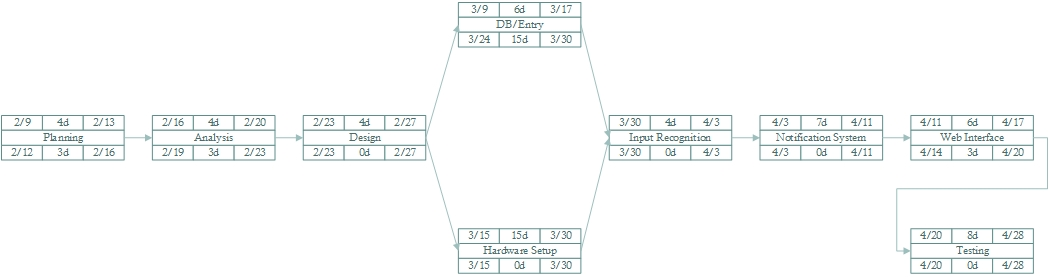 3/9 6d 3/17
DB/Entry
3/24 15d 3/30
2/9 4d 2/13
Planning
2/12 3d 2/16
2/16 4d 2/20
Analysis
2/19 3d 2/23
2/23 4d 2/27
Design
2/23 0d 2/27
3/30 4d 4/3
Input Recognition
3/30 0d 4/3
4/3 7d 4/11
Notification System
4/3 0d 4/11
4/11 6d 4/17
Web Interface
4/14 3d 4/20
3/15 15d 3/30
Hardware Setup
3/15 0d 3/30
4/20 8d 4/28
Testing
4/20 0d 4/28